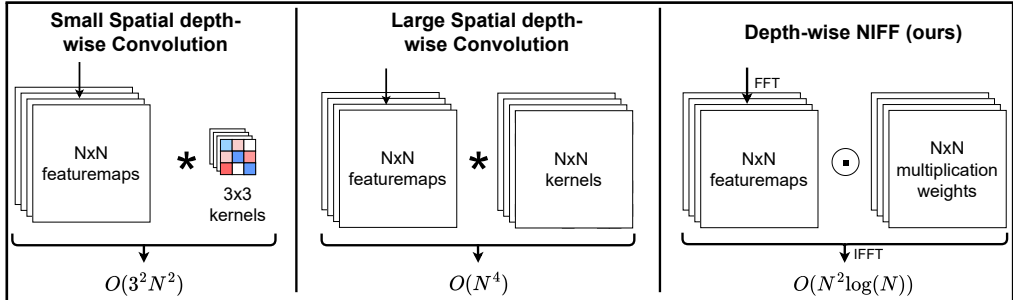 Small Spatial depth-
wise Convolution
NxN
featuremaps
*
3x3
kernels
O(3²N²)
Large Spatial depth-
wise Convolution
NxN
featuremaps
*
NxN
kernels
O(N⁴)
Depth-wise NIFF (ours)
FFT
NxN
featuremaps
NxN
multiplication
weights
IFFT
O(N²log(N))